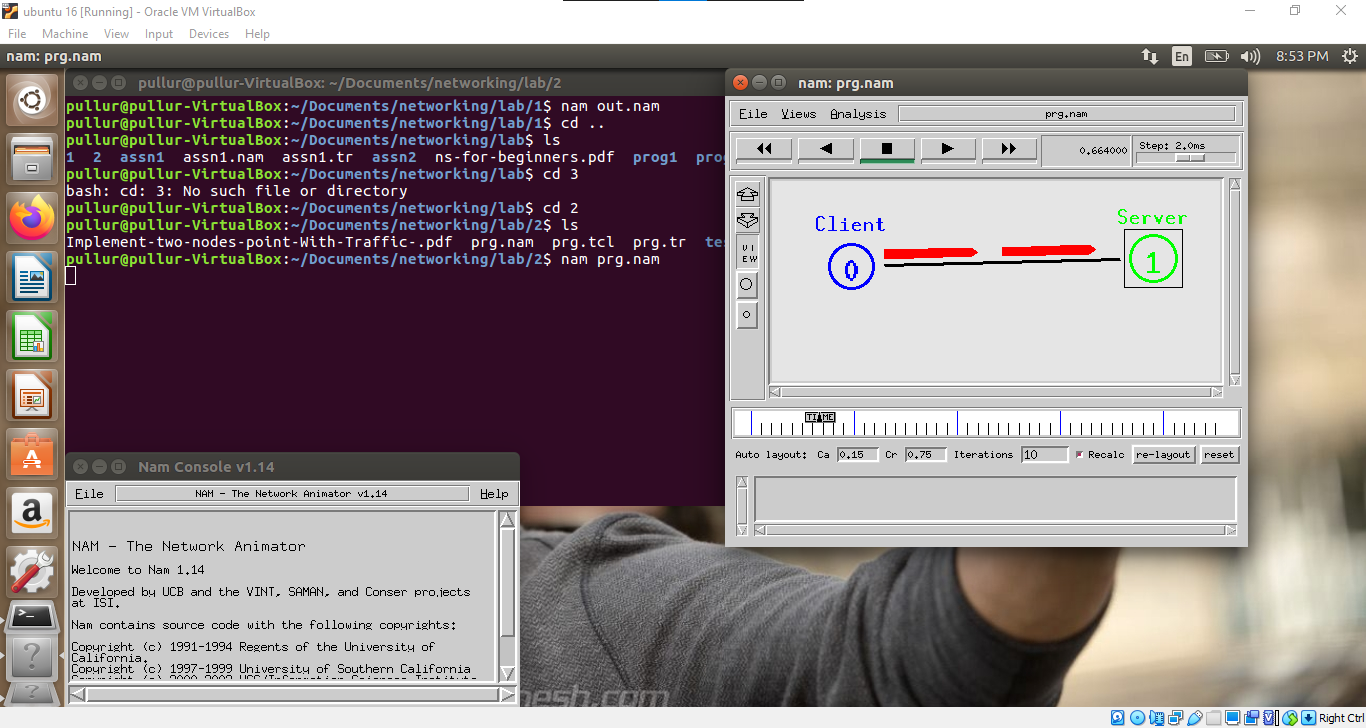 ubuntu 16 [Running] - Oracle VM VirtualBox
File Machine View Input Devices Help
nam: prg.nam
En
8:53 PM
pullur@pullur-VirtualBox: ~/Documents/networking/lab/2
pullur@pullur-VirtualBox:~/Documents/networking/lab/1$ nam out.nam
pullur@pullur-VirtualBox:~/Documents/networking/lab/1$ cd ..
pullur@pullur-VirtualBox:~/Documents/networking/lab$ ls
1 2 assn1 assn1.nam assn1.tr assn2 ns-for-beginners.pdf prog1 pro
pullur@pullur-VirtualBox:~/Documents/networking/lab$ cd 3
bash: cd: 3: No such file or directory
pullur@pullur-VirtualBox:~/Documents/networking/lab$ cd 2
pullur@pullur-VirtualBox:~/Documents/networking/lab/2$ ls
Implement-two-nodes-point-With-Traffic-.pdf prg.nam prg.tcl prg.tr te
pullur@pullur-VirtualBox:~/Documents/networking/lab/2$ nam prg.nam
nam: prg.nam
File Views Analysis
prg.nam
0.664000
Step: 2.0ms
V I
E W
Client
0
Server
1
TIME
Auto layout: Ca 0.15 Cr 0.75 Iterations 10 Recalc re-layout reset
Nam Console v1.14
File
NAM - The Network Animator v1.14
Help
NAM - The Network Animator
Welcome to Nam 1.14
Developed by UCB and the VINT, SAMAN, and Conser projects
at ISI.
Nam contains source code with the following copyrights:
Copyright (c) 1991-1994 Regents of the University of
California.
Copyright (c) 1997-1999 University of Southern California
esh.com
Right Ctrl